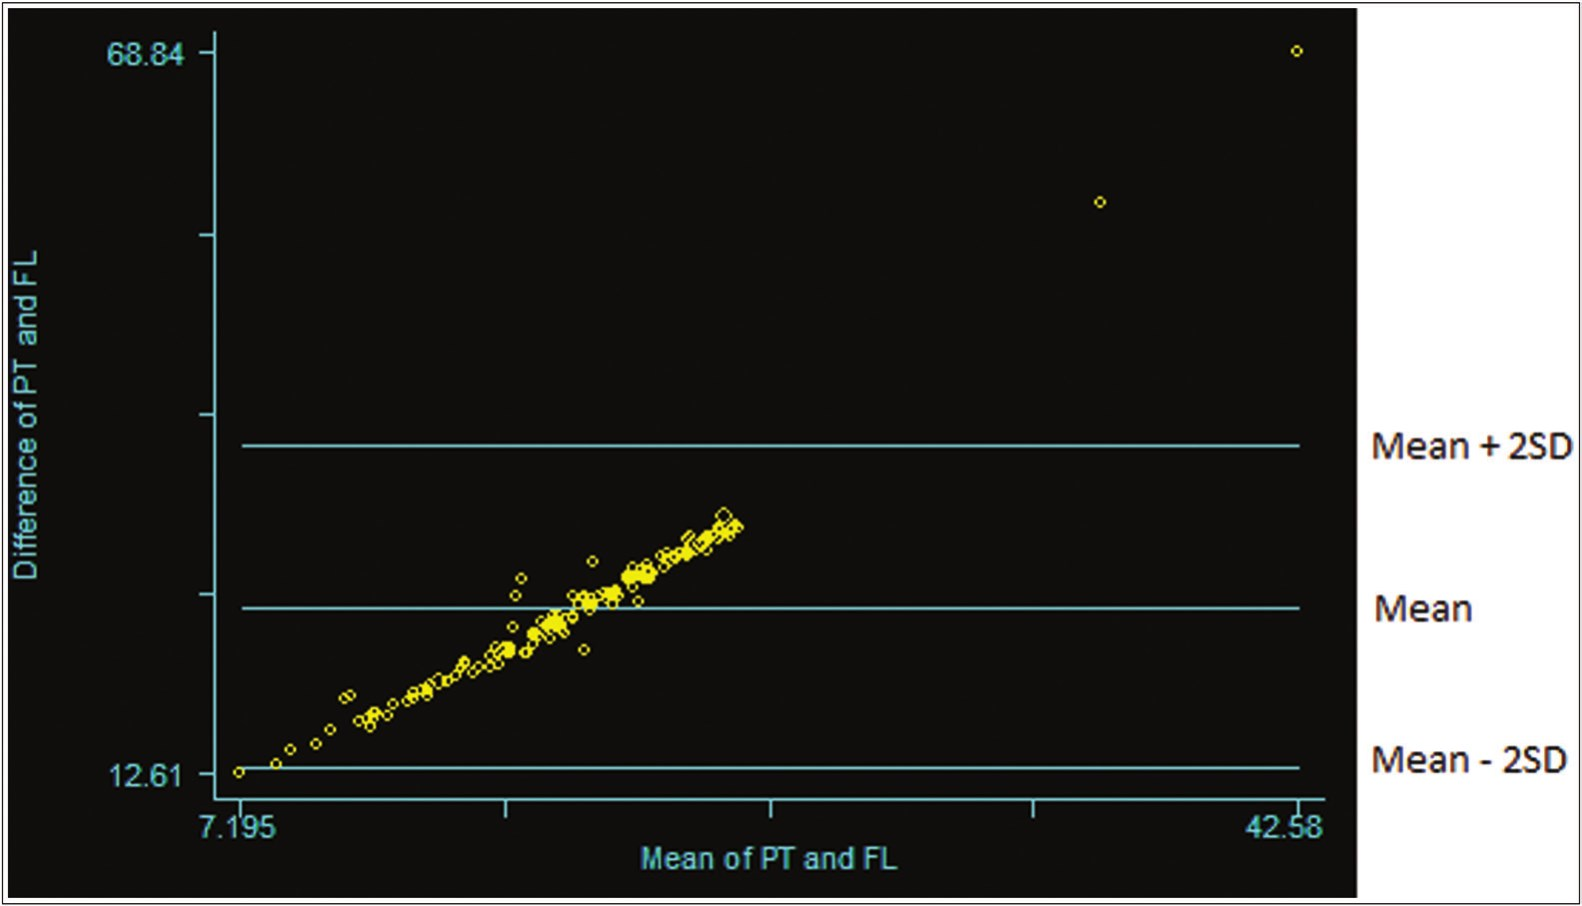 68.84
Difference of PT and FL
Mean + 2SD
Mean
Mean - 2SD
12.61
7.195
42.58
Mean of PT and FL